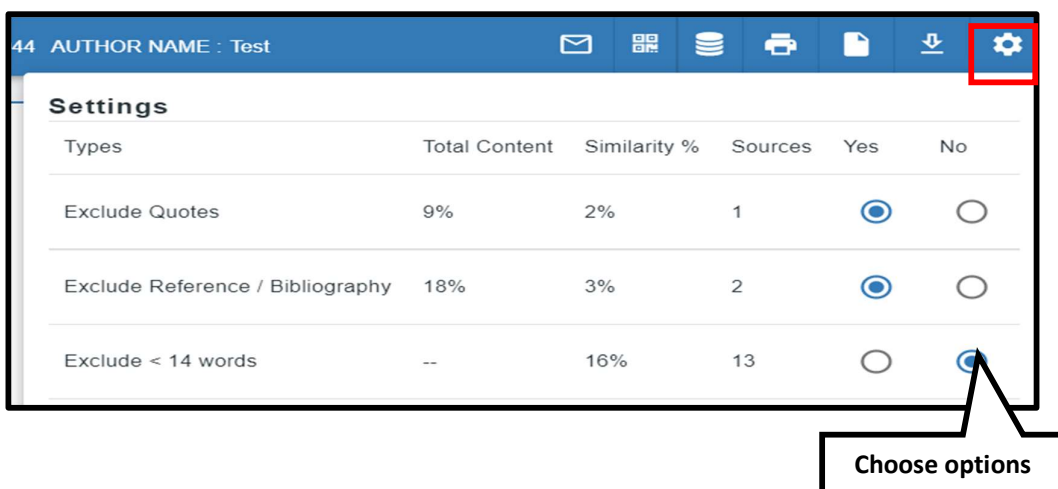 44 AUTHOR NAME : Test
Settings
Types Total Content Similarity % Sources Yes No
Exclude Quotes 9% 2% 1
Exclude Reference / Bibliography 18% 3% 2
Exclude < 14 words -- 16% 13
Choose options